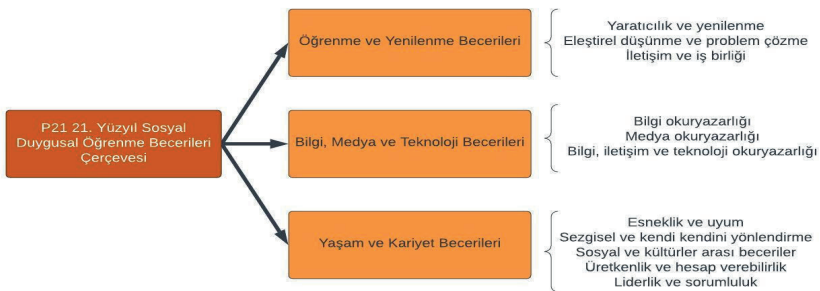 P21 21. Yüzyıl Sosyal
Duygusal Öğrenme Becerileri
Çerçevesi
Öğrenme ve Yenilenme Becerileri
Yaratıcılık ve yenilenme
Eleştirel düşünme ve problem çözme
İletişim ve iş birliği
Bilgi, Medya ve Teknoloji Becerileri
Bilgi okuryazarlığı
Medya okuryazarlığı
Bilgi, iletişim ve teknoloji okuryazarlığı
Yaşam ve Kariyet Becerileri
Esneklik ve uyum
Sezgisel ve kendi kendini yönlendirme
Sosyal ve kültürler arası beceriler
Üretkenlik ve hesap verebilirlik
Liderlik ve sorumluluk